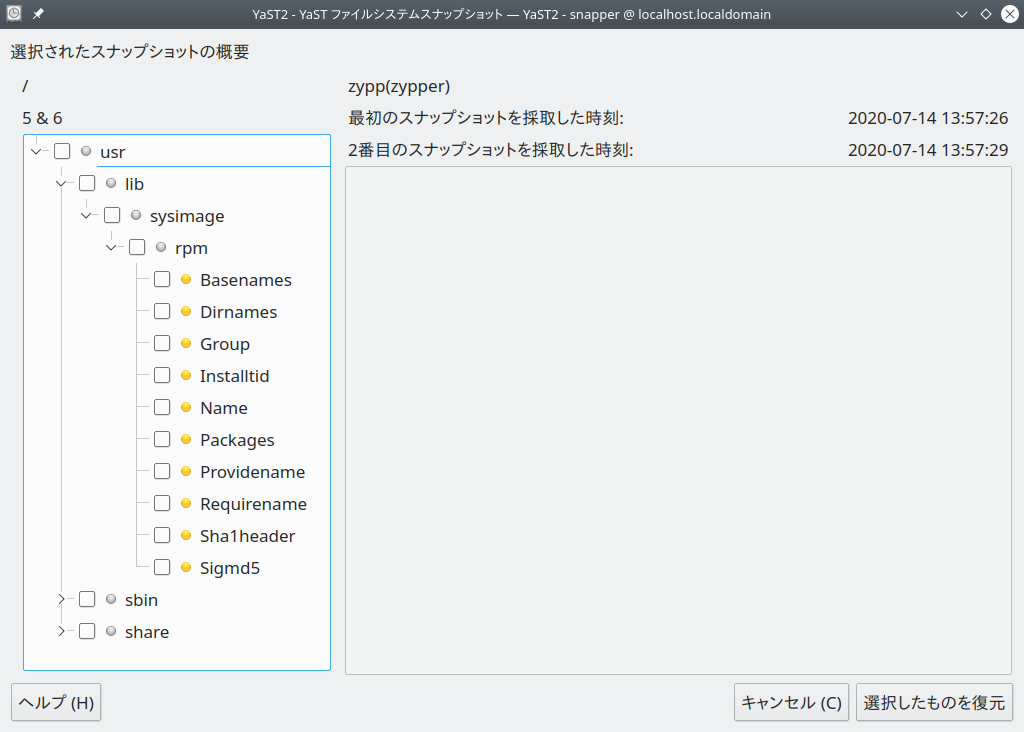 YaST2 - YaST ファイルシステムスナップショット — YaST2 - snapper @ localhost.localdomain
選択されたスナップショットの概要
/
zypp(zypper)
5 & 6
最初のスナップショットを採取した時刻: 2020-07-14 13:57:26
2番目のスナップショットを採取した時刻: 2020-07-14 13:57:29
usr
lib
sysimage
rpm
Basenames
Dirnames
Group
Installtid
Name
Packages
Providename
Requirename
Sha1header
Sigmd5
sbin
share
ヘルプ (H)
キャンセル (C)
選択したものを復元